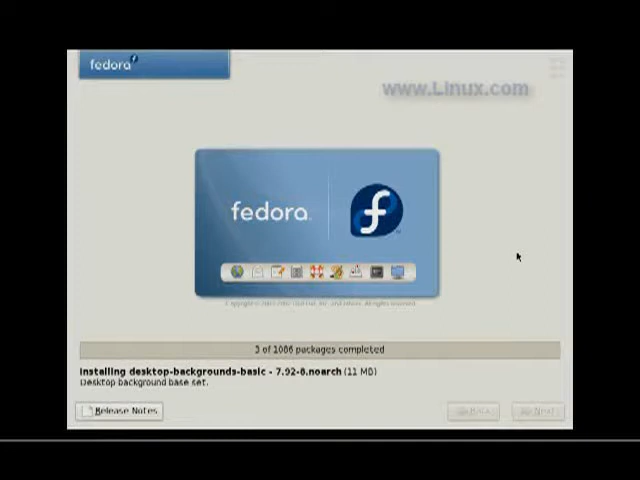 fedora
www.Linux.com
fedora.
3 of 1086 packages completed
Installing desktop-backgrounds-basic - 7.92-8.noarch (11 MB)
Desktop background base set.
Release Notes
Back
Next